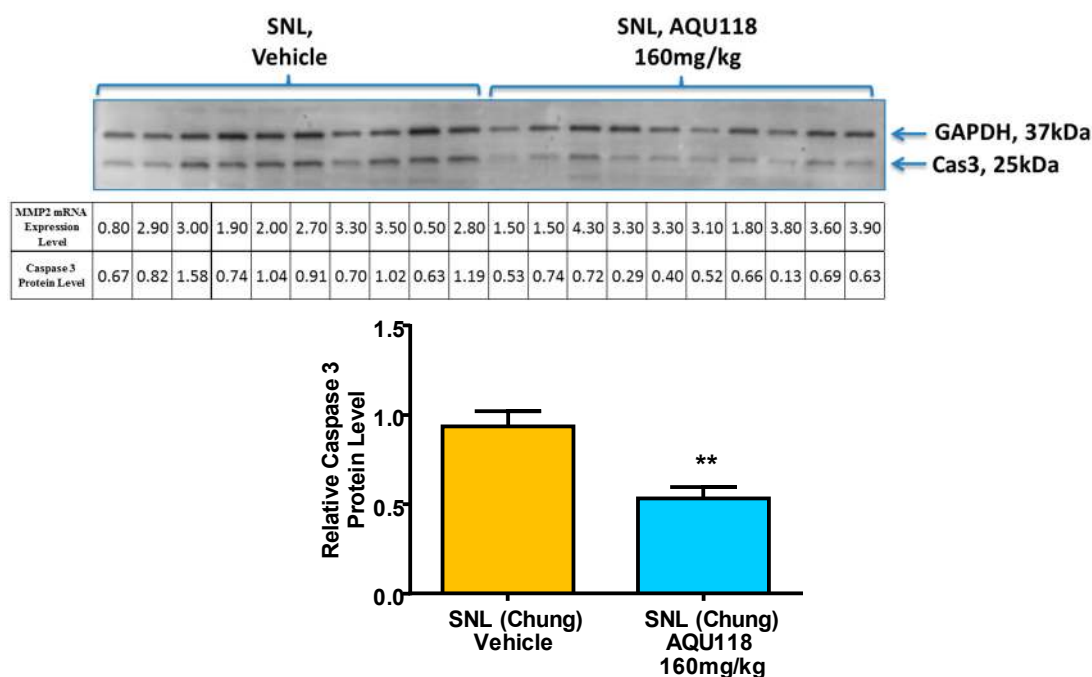 SNL,
Vehicle
SNL, AQU118
160mg/kg
GAPDH, 37kDa
Cas3, 25kDa
MMP2 mRNA
Expression
Level
0.80 2.90 3.00 1.90 2.00 2.70 3.30 3.50 0.50 2.80 1.50 1.50 4.30 3.30 3.30 3.10 1.80 3.80 3.60 3.90
Caspase 3
Protein Level
0.67 0.82 1.58 0.74 1.04 0.91 0.70 1.02 0.63 1.19 0.53 0.74 0.72 0.29 0.40 0.52 0.66 0.13 0.69 0.63
Relative Caspase 3
Protein Level
1.5
1.0
0.5
0.0
**
SNL (Chung)
Vehicle
SNL (Chung)
AQU118
160mg/kg